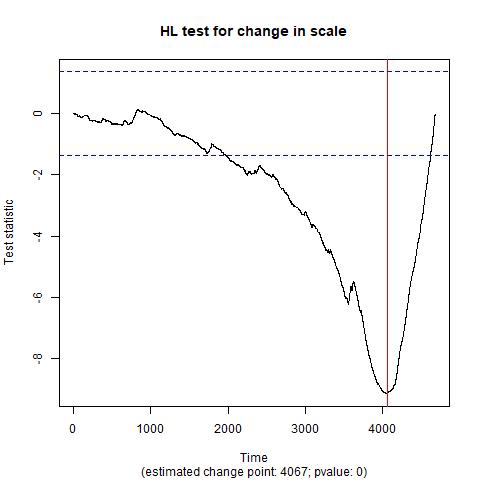 HL test for change in scale
Test statistic
0
-2
-4
-6
-8
0 1000 2000 3000 4000
Time
(estimated change point: 4067; pvalue: 0)